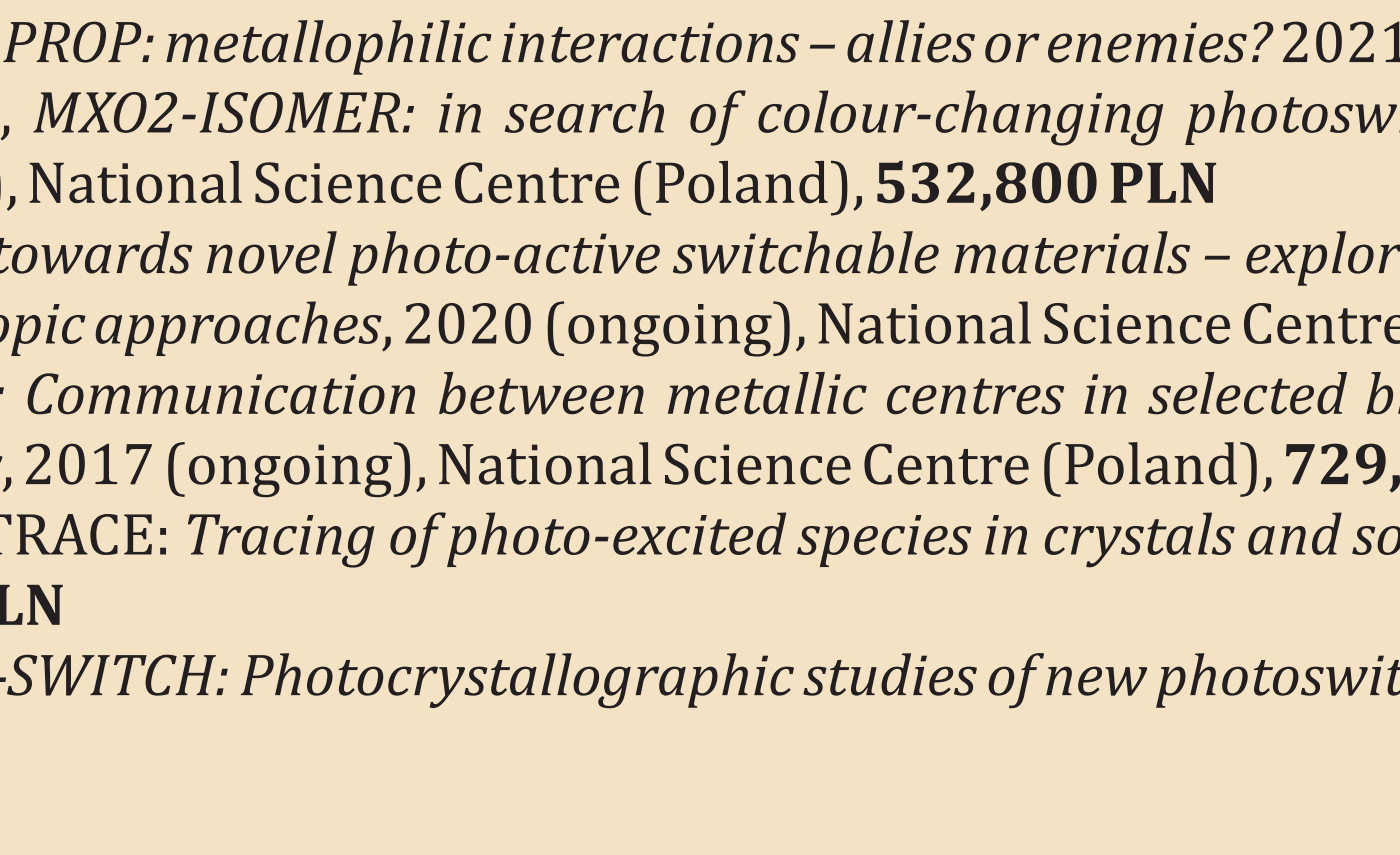 PROP: metallophilic interactions – allies or enemies? 2021
, MXO2-ISOMER: in search of colour-changing photosw
), National Science Centre (Poland), 532,800 PLN
towards novel photo-active switchable materials – explor
opic approaches, 2020 (ongoing), National Science Centre
: Communication between metallic centres in selected b
, 2017 (ongoing), National Science Centre (Poland), 729,
TRACE: Tracing of photo-excited species in crystals and so
LN
-SWITCH: Photocrystallographic studies of new photoswit